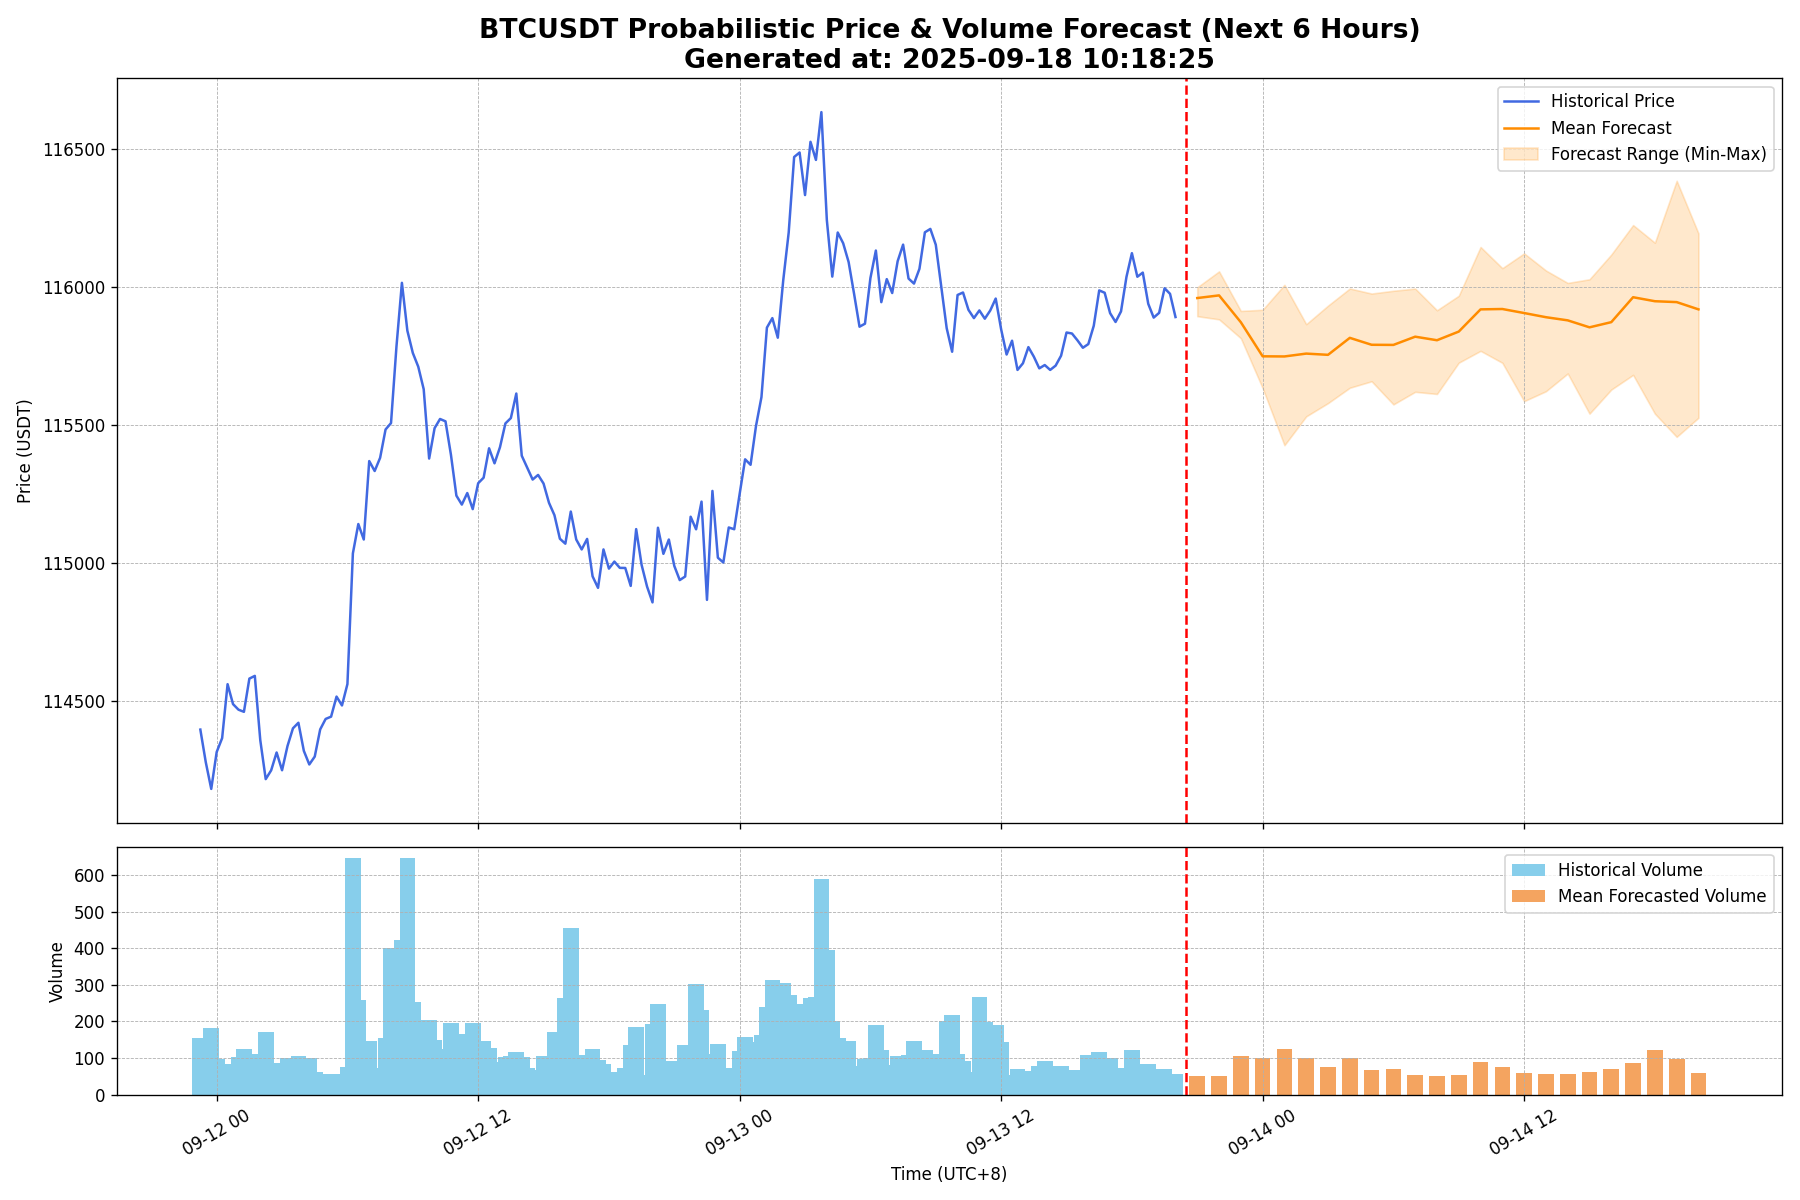 BTCUSDT Probabilistic Price & Volume Forecast (Next 6 Hours)
Generated at: 2025-09-18 10:18:25
Historical Price
Mean Forecast
Forecast Range (Min-Max)
Price (USDT)
116500
116000
115500
115000
114500
Historical Volume
Mean Forecasted Volume
Volume
600
500
400
300
200
100
0
09-12 00
09-12 12
09-13 00
09-13 12
09-14 00
09-14 12
Time (UTC+8)